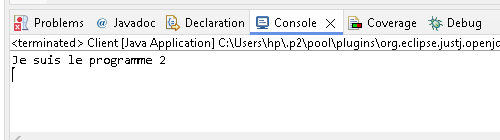 Problems @ Javadoc Declaration Console Coverage Debug
<terminated> Client [Java Application] C:\Users\hp\.p2\pool\plugins\org.eclipse.justj.openjd
Je suis le programme 2